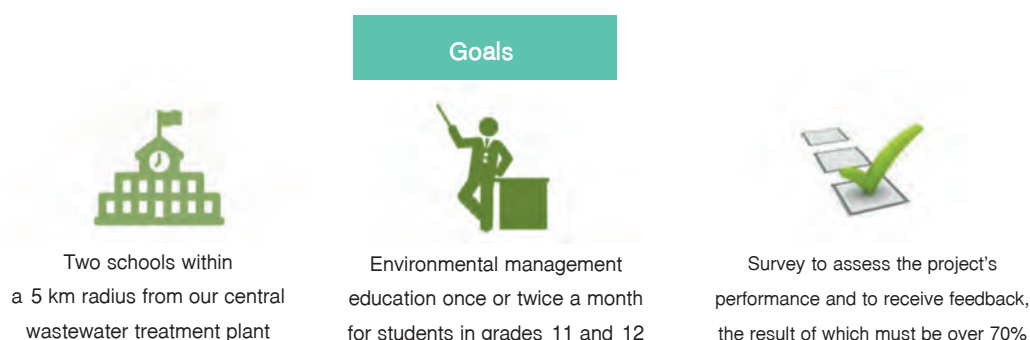 Goals
Two schools within
a 5 km radius from our central
wastewater treatment plant
Environmental management
education once or twice a month
for students in grades 11 and 12
Survey to assess the project's
performance and to receive feedback,
the result of which must be over 70%